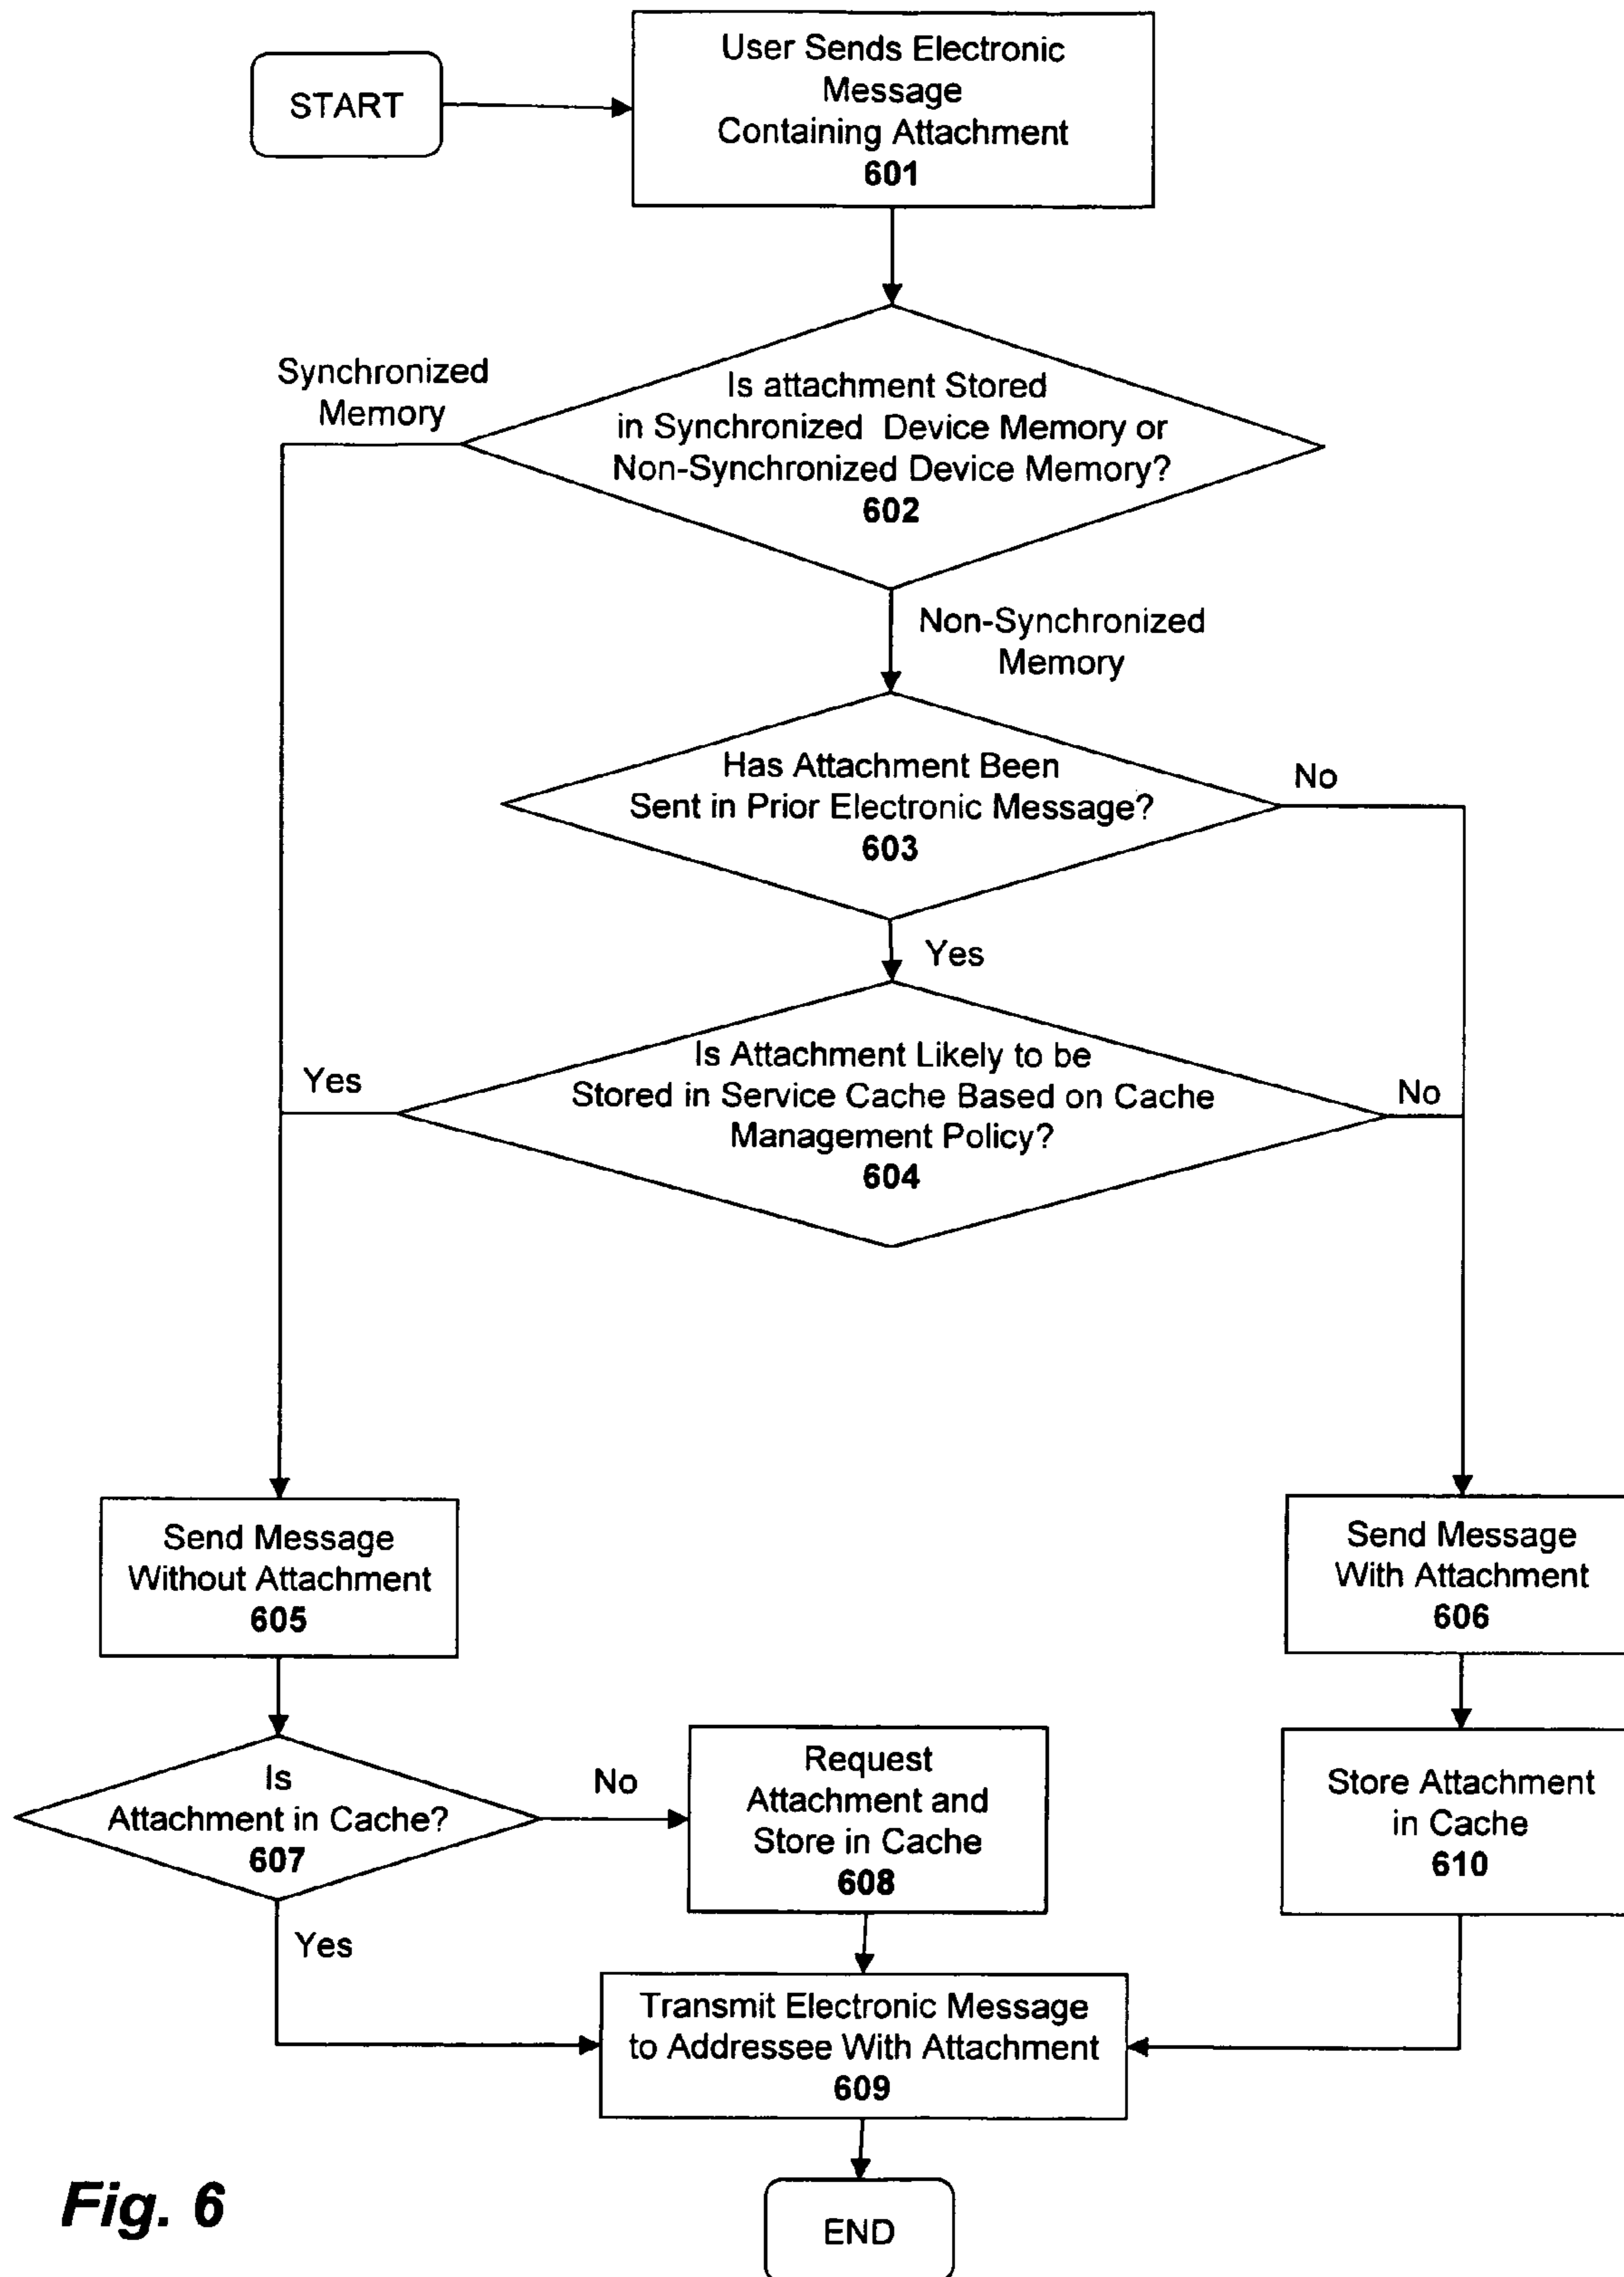 START
User Sends Electronic
Message
Containing Attachment
601
Synchronized
Memory
Is attachment Stored
in Synchronized Device Memory or
Non-Synchronized Device Memory?
602
Non-Synchronized
Memory
Has Attachment Been
Sent in Prior Electronic Message?
603
No
Yes
Is Attachment Likely to be
Stored in Service Cache Based on Cache
Management Policy?
604
Yes
No
Send Message
Without Attachment
605
Send Message
With Attachment
606
Is
Attachment in Cache?
607
No
Request
Attachment and
Store in Cache
608
Store Attachment
in Cache
610
Yes
Transmit Electronic Message
to Addressee With Attachment
609
END
Fig. 6